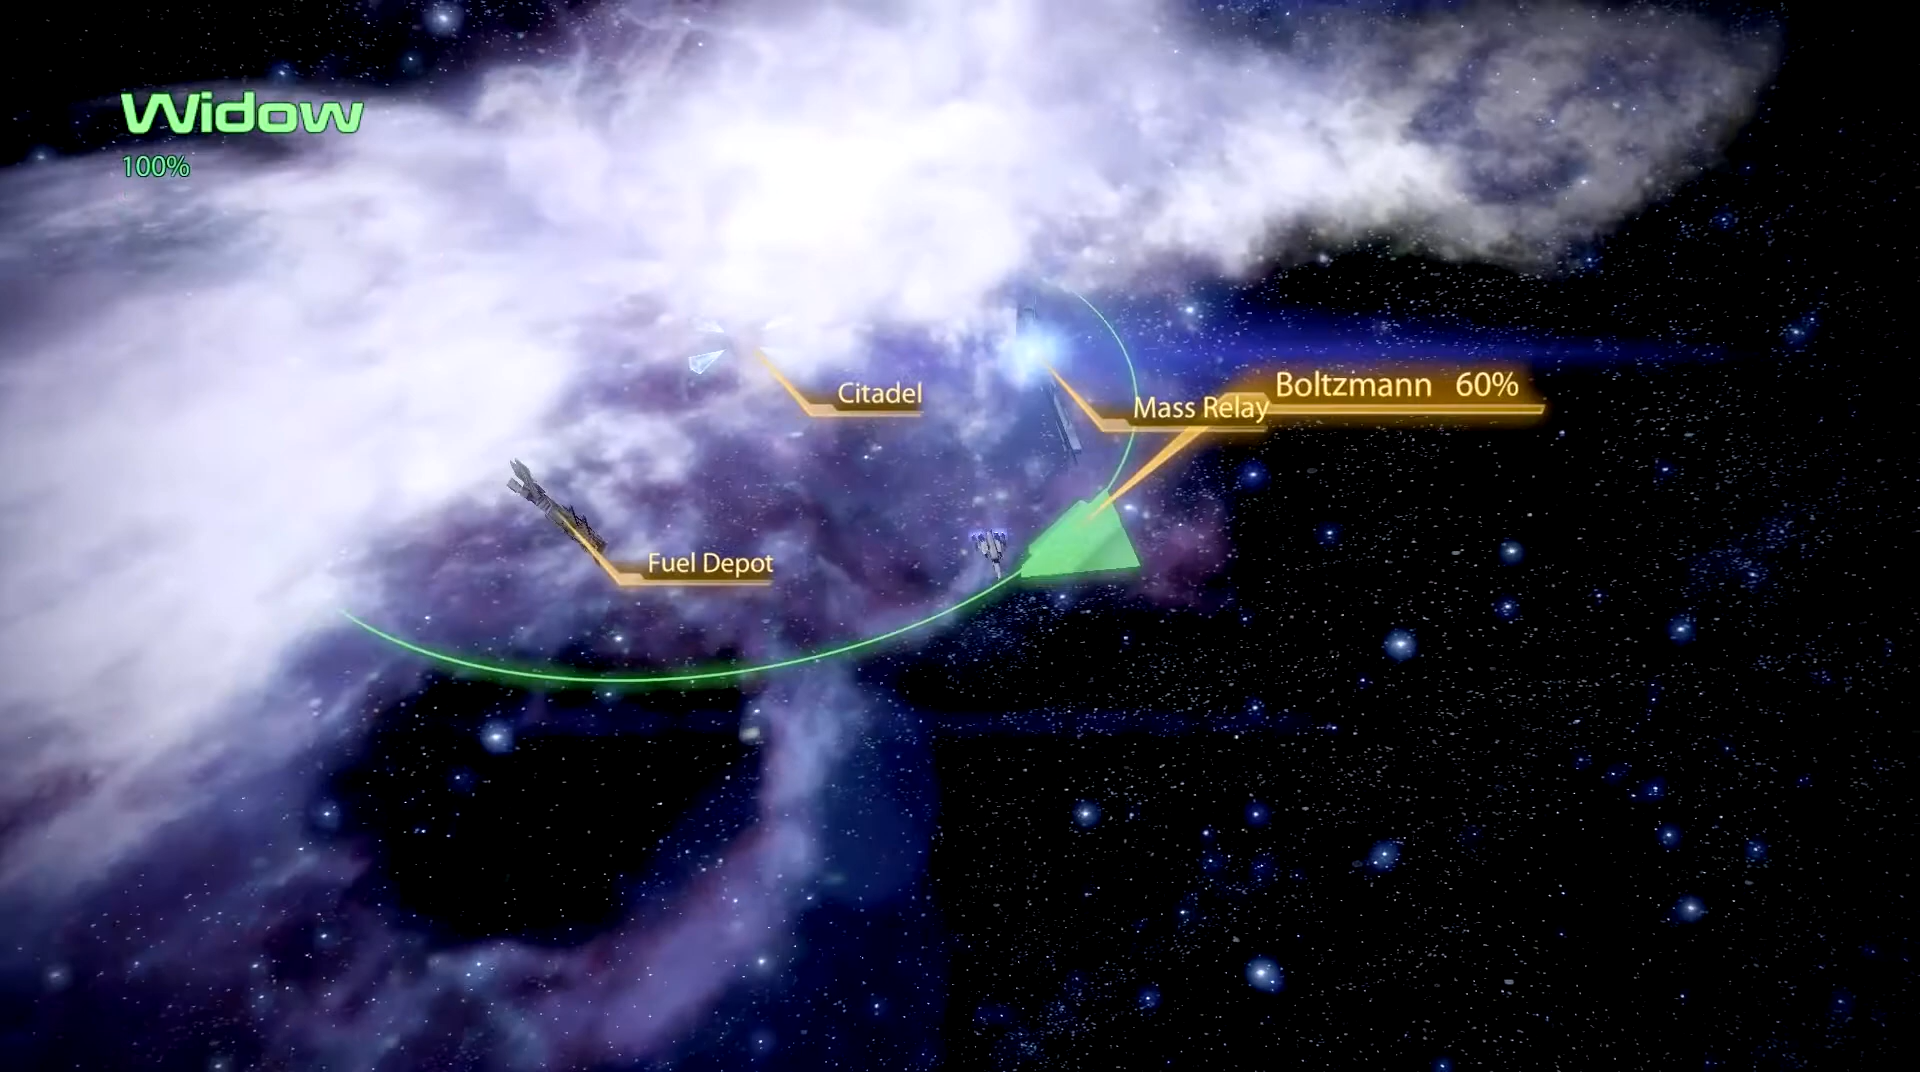 Widow
100%
Citadel
Mass Relay
Boltzmann 60%
Fuel Depot